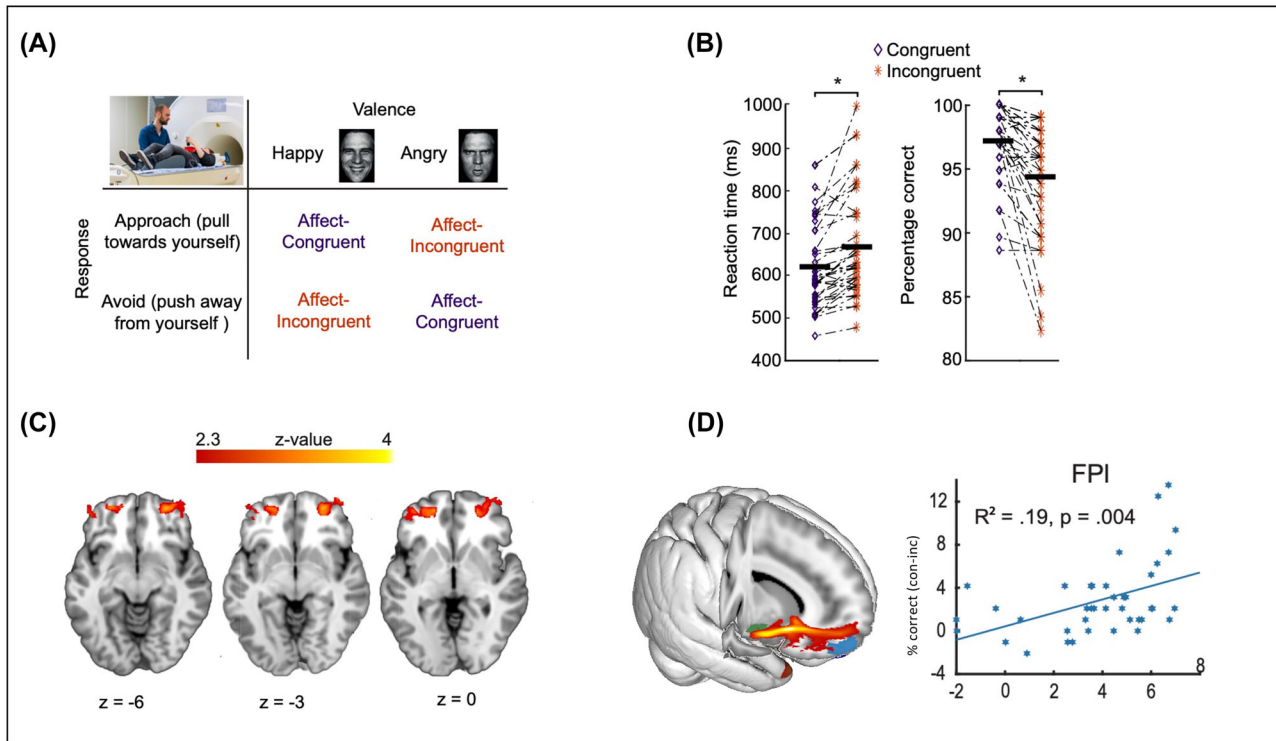 (A)
Valence
Happy
Angry
Response
Approach (pull
towards yourself)
Affect-
Congruent
Affect-
Incongruent
Avoid (push away
from yourself )
Affect-
Incongruent
Affect-
Congruent
(B)
Congruent
Incongruent
*
*
Reaction time (ms)
1000
900
800
700
600
500
400
Percentage correct
100
95
90
85
80
(C)
2.3 z-value 4
z = -6
z = -3
z = 0
(D)
FPl
R² = .19, p = .004
% correct (con-inc)
12
8
4
0
-4
-2 0 2 4 6 8